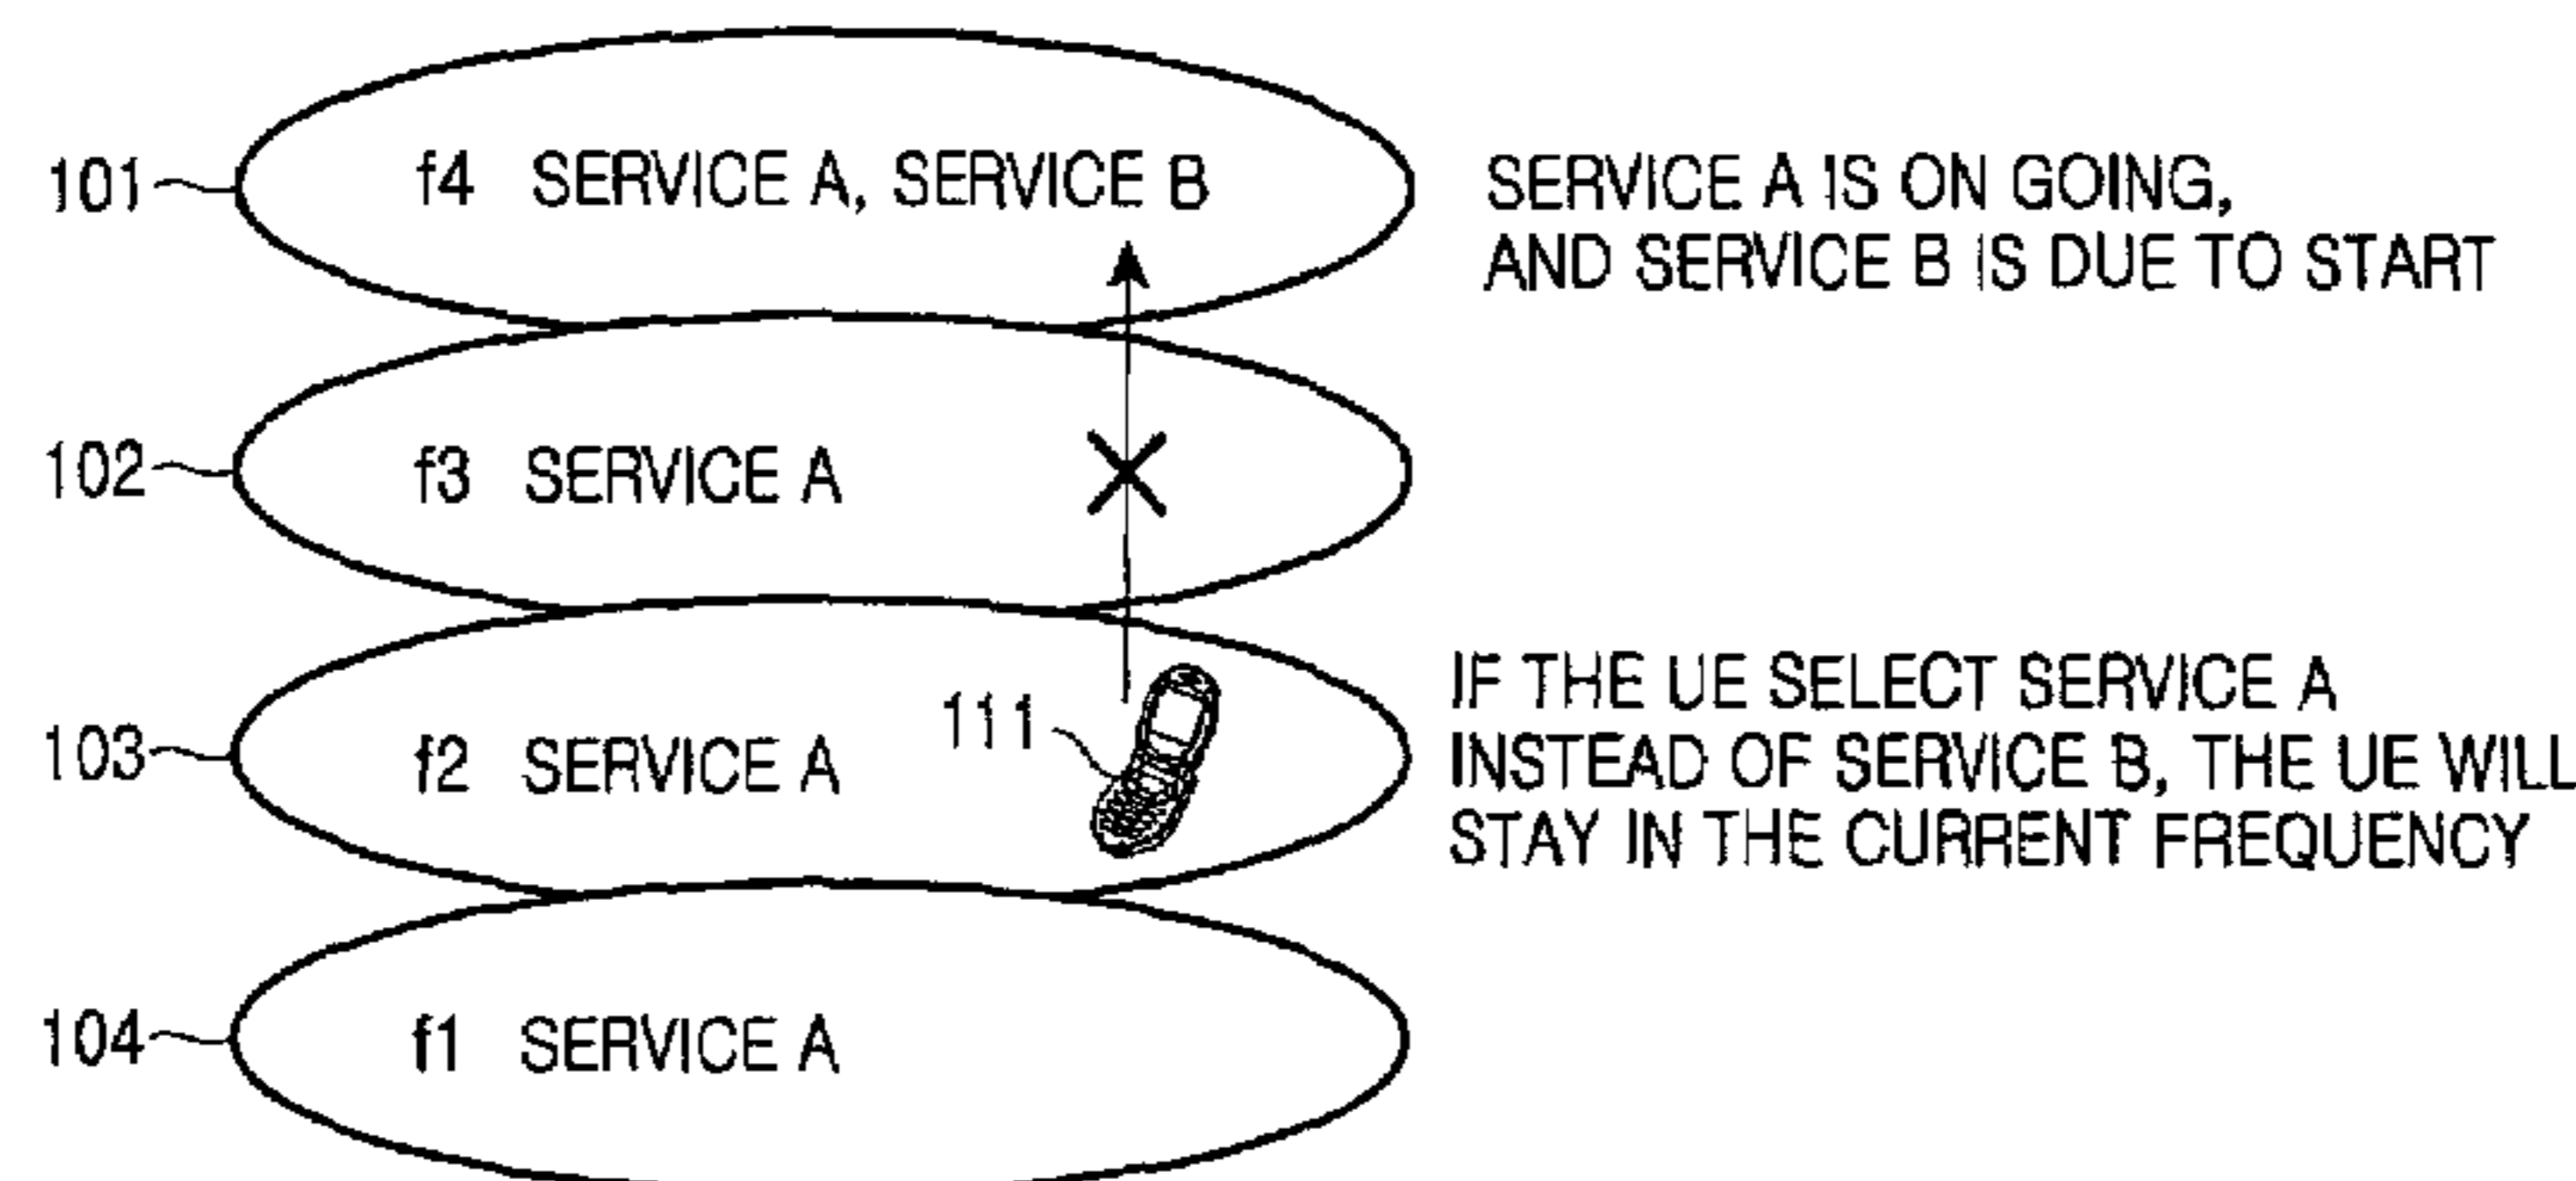 101 f4 SERVICE A, SERVICE B
SERVICE A IS ON GOING,
AND SERVICE B IS DUE TO START
102 f3 SERVICE A
103 f2 SERVICE A 111
IF THE UE SELECT SERVICE A
INSTEAD OF SERVICE B, THE UE WILL
STAY IN THE CURRENT FREQUENCY
104 f1 SERVICE A